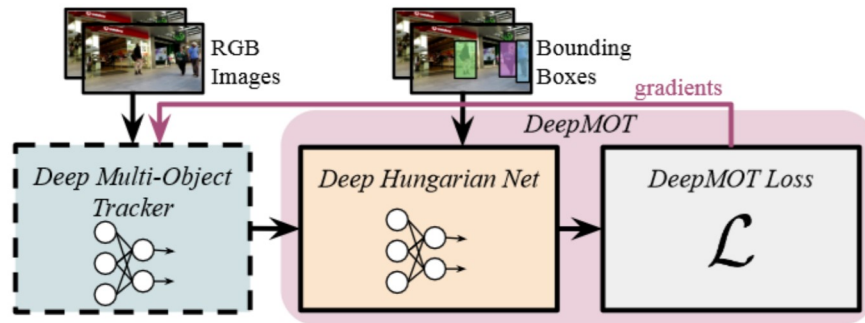 RGB
Images
Bounding
Boxes
gradients
DeepMOT
Deep Multi-Object
Tracker
Deep Hungarian Net
DeepMOT Loss
ℒ